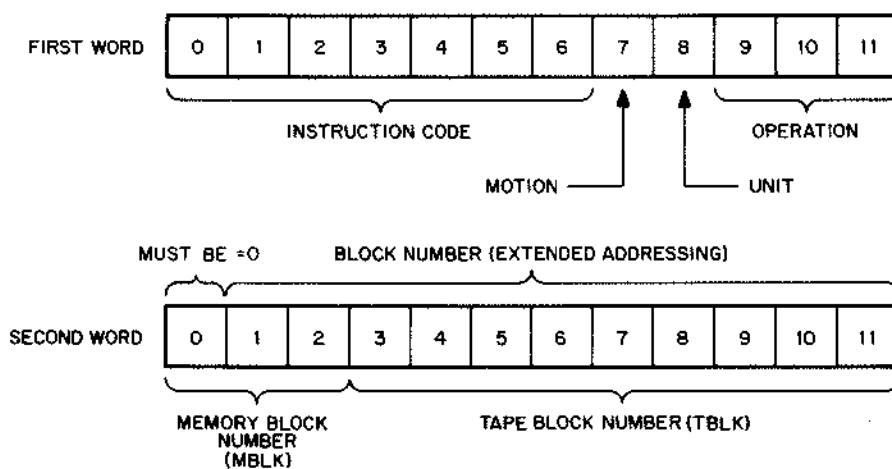 FIRST WORD 0 1 2 3 4 5 6 7 8 9 10 11
INSTRUCTION CODE
OPERATION
MOTION
UNIT
MUST BE =0
BLOCK NUMBER (EXTENDED ADDRESSING)
SECOND WORD 0 1 2 3 4 5 6 7 8 9 10 11
MEMORY BLOCK
NUMBER
(MBLK)
TAPE BLOCK NUMBER (TBLK)